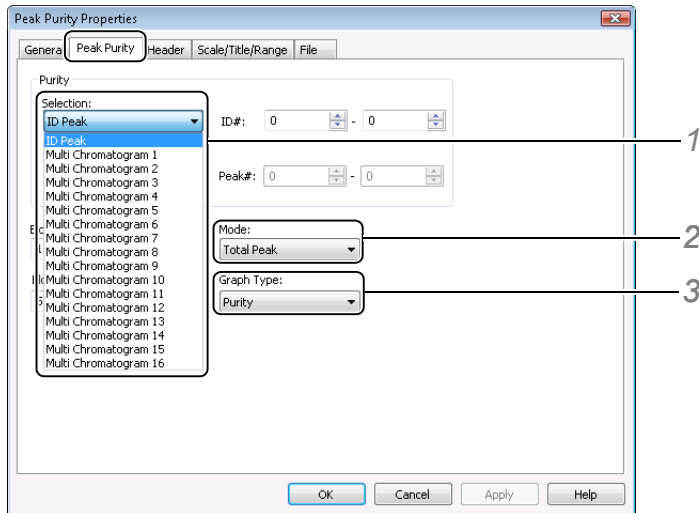 Peak Purity Properties
General Peak Purity Header Scale/Title/Range File
Purity
Selection:
ID Peak
ID#: 0 - 0
1
ID Peak
Multi Chromatogram 1
Multi Chromatogram 2
Multi Chromatogram 3
Peak#: 0 - 0
Multi Chromatogram 4
Multi Chromatogram 5
Multi Chromatogram 6
Mode:
2
Multi Chromatogram 7
Total Peak
Multi Chromatogram 8
Multi Chromatogram 9
Multi Chromatogram 10
Graph Type:
3
Multi Chromatogram 11
Purity
Multi Chromatogram 12
Multi Chromatogram 13
Multi Chromatogram 14
Multi Chromatogram 15
Multi Chromatogram 16
OK Cancel Apply Help